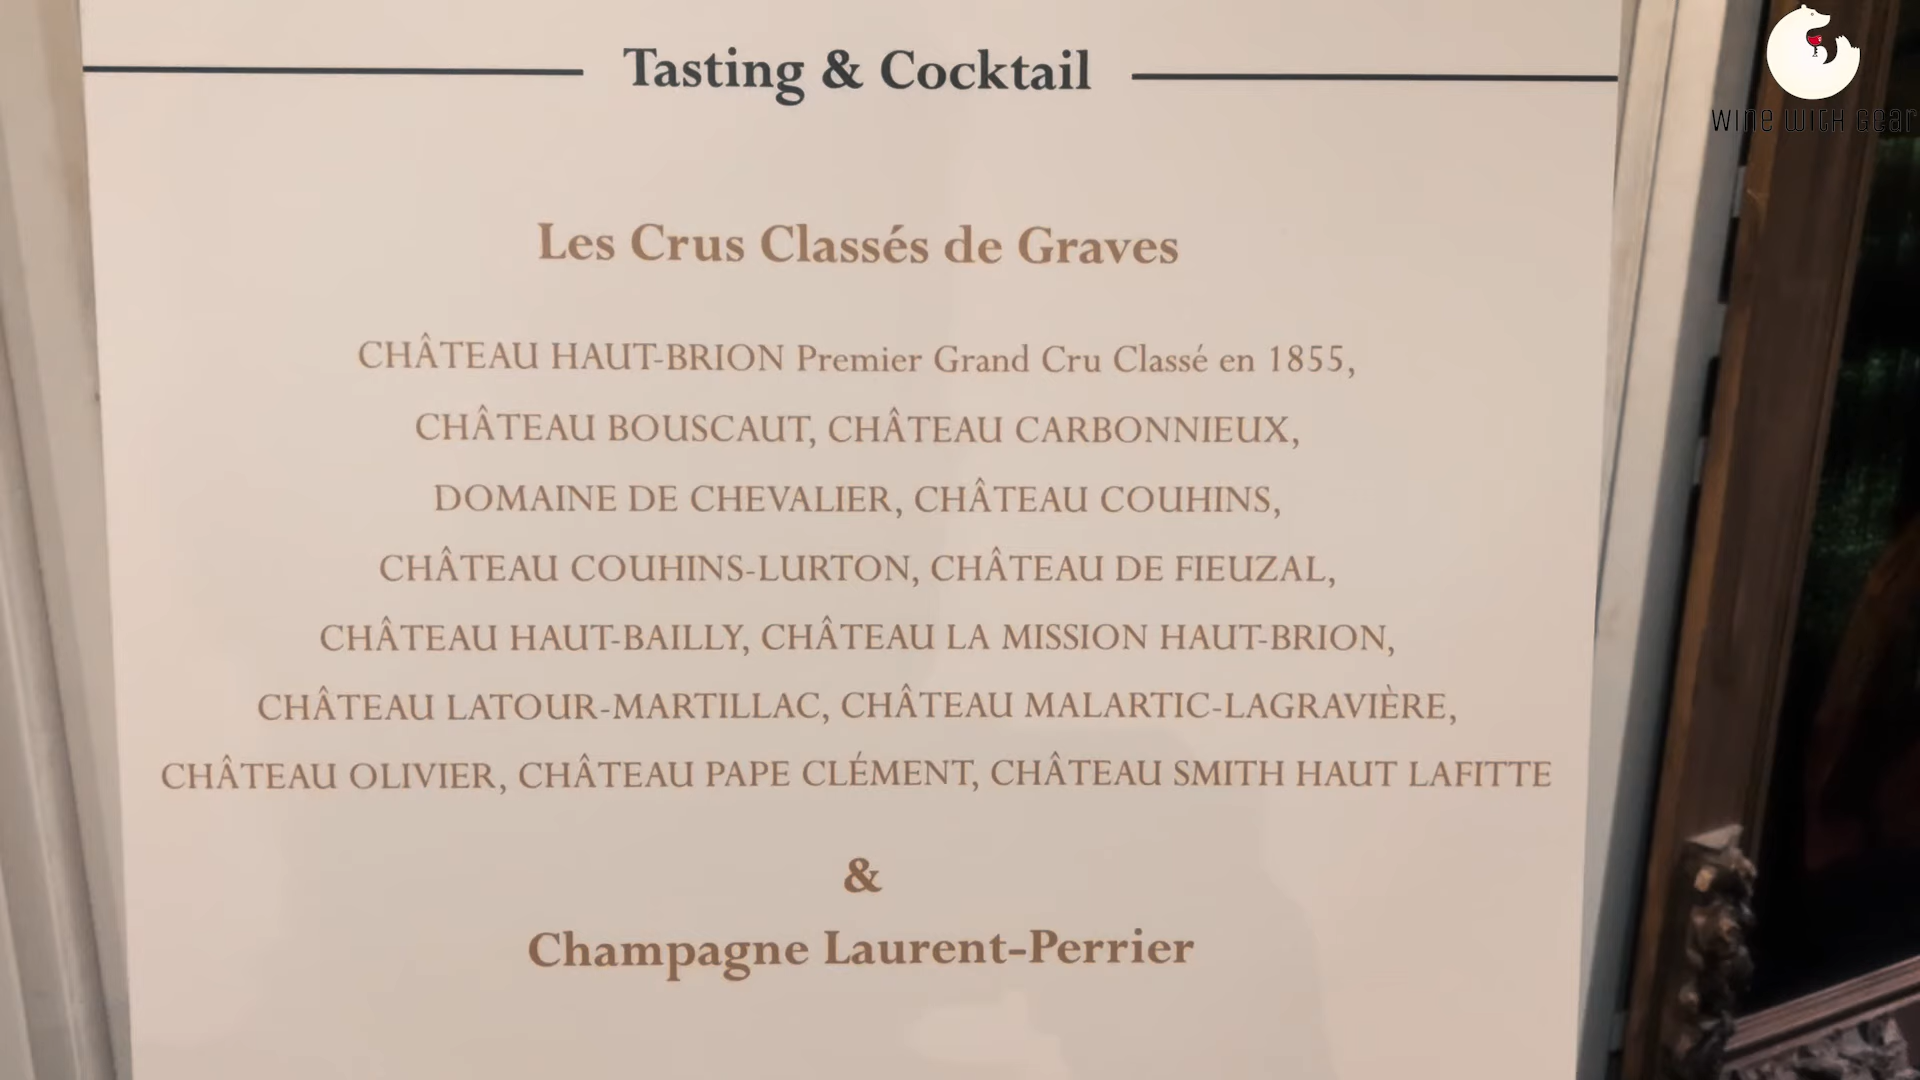 Tasting & Cocktail
Les Crus Classés de Graves
CHÂTEAU HAUT-BRION Premier Grand Cru Classé en 1855,
CHÂTEAU BOUSCAUT, CHÂTEAU CARBONNIEUX,
DOMAINE DE CHEVALIER, CHÂTEAU COUHINS,
CHÂTEAU COUHINS-LURTON, CHÂTEAU DE FIEUZAL,
CHÂTEAU HAUT-BAILLY, CHÂTEAU LA MISSION HAUT-BRION,
CHÂTEAU LATOUR-MARTILLAC, CHÂTEAU MALARTIC-LAGRAVIÈRE,
CHÂTEAU OLIVIER, CHÂTEAU PAPE CLÉMENT, CHÂTEAU SMITH HAUT LAFITTE
&
Champagne Laurent-Perrier
wine with Gear